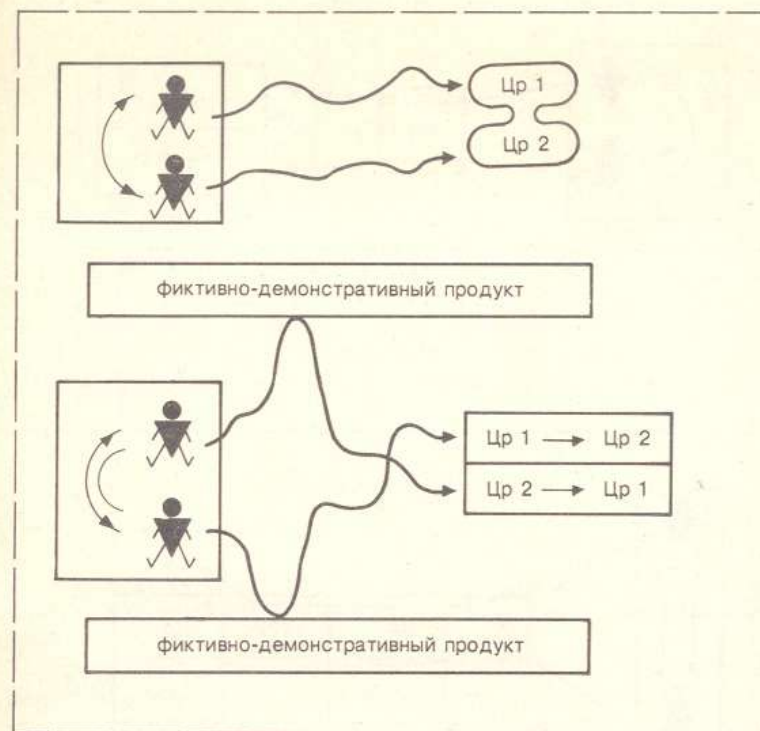 Цр 1
Цр 2
фиктивно-демонстративный продукт
Цр 1 → Цр 2
Цр 2 → Цр 1
фиктивно-демонстративный продукт